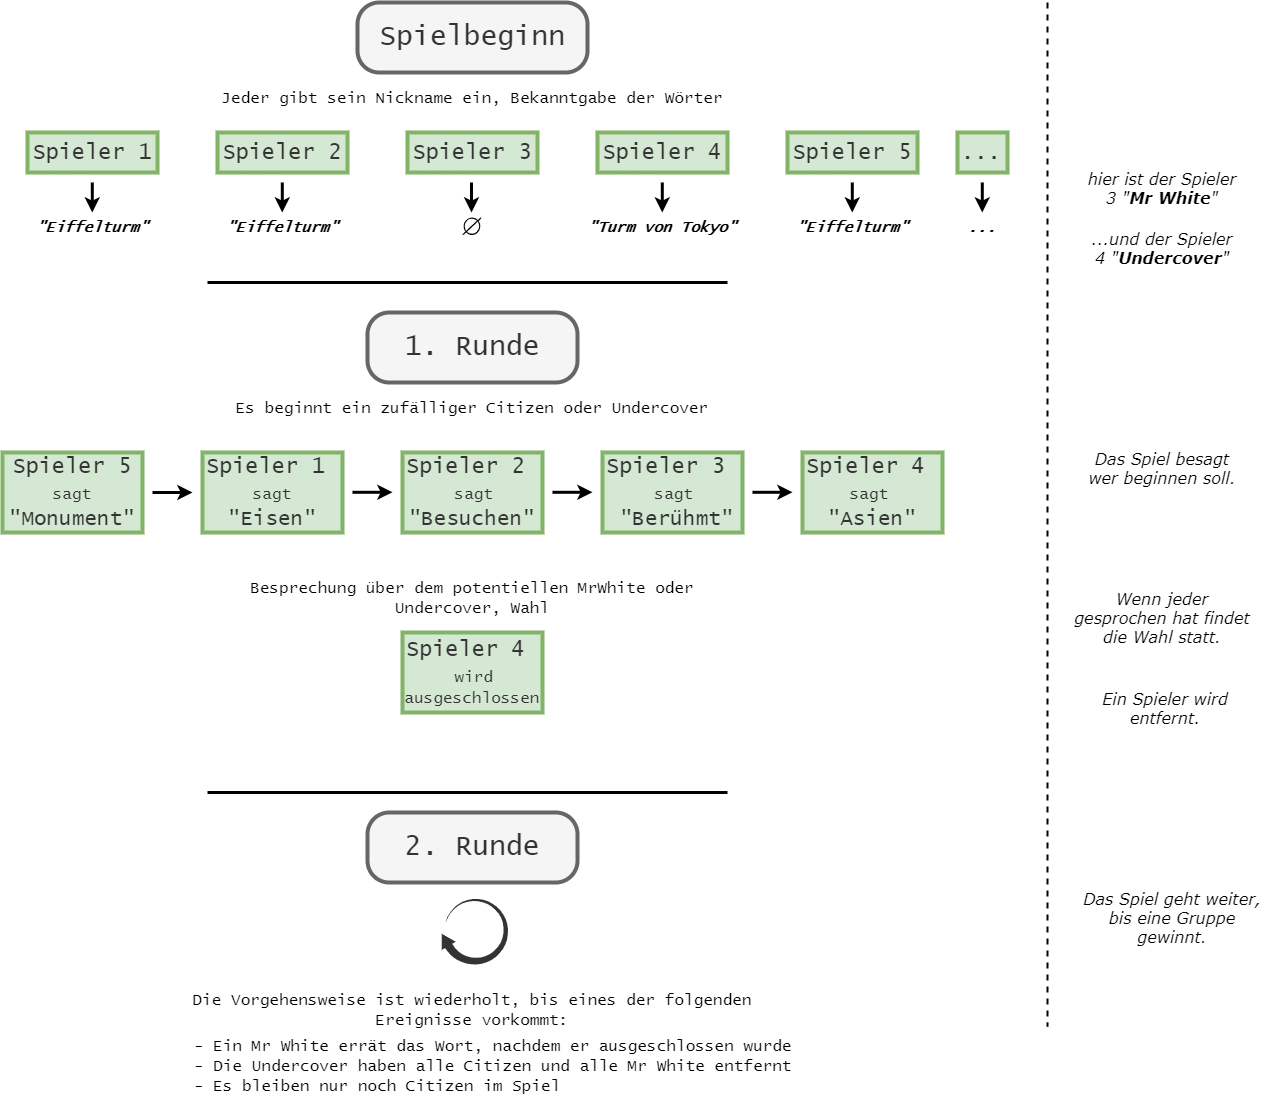 Spielbeginn
Jeder gibt sein Nickname ein, Bekanntgabe der Wörter
Spieler 1
Spieler 2
Spieler 3
Spieler 4
Spieler 5
...
"Eiffelturm"
"Eiffelturm"
∅
"Turm von Tokyo"
"Eiffelturm"
...
hier ist der Spieler
3 "Mr White"
...und der Spieler
4 "Undercover"
1. Runde
Es beginnt ein zufälliger Citizen oder Undercover
Spieler 5
sagt
"Monument"
Spieler 1
sagt
"Eisen"
Spieler 2
sagt
"Besuchen"
Spieler 3
sagt
"Berühmt"
Spieler 4
sagt
"Asien"
Das Spiel besagt
wer beginnen soll.
Besprechung über dem potentiellen MrWhite oder
Undercover, Wahl
Wenn jeder
gesprochen hat findet
die Wahl statt.
Spieler 4
wird
ausgeschlossen
Ein Spieler wird
entfernt.
2. Runde
Das Spiel geht weiter,
bis eine Gruppe
gewinnt.
Die Vorgehensweise ist wiederholt, bis eines der folgenden
Ereignisse vorkommt:
- Ein Mr White errät das Wort, nachdem er ausgeschlossen wurde
- Die Undercover haben alle Citizen und alle Mr White entfernt
- Es bleiben nur noch Citizen im Spiel